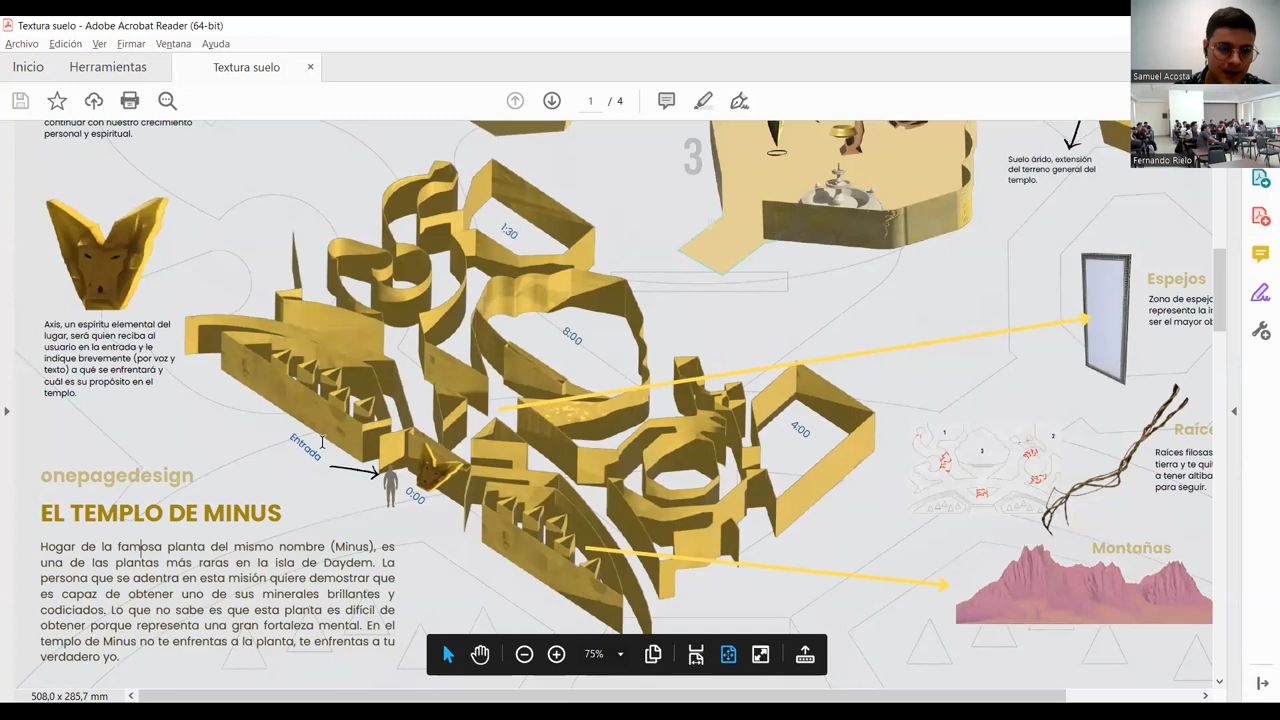 Textura suelo - Adobe Acrobat Reader (64-bit)
Archivo Edición Ver Firmar Ventana Ayuda
Inicio Herramientas Textura suelo ×
1 / 4
Samuel Acosta
Fernando Rielo
continuar con nuestro crecimiento
personal y espiritual.
3
Suelo árido, extensión
del terreno general del
templo.
1:30
8:00
4:00
0:00
Entrada
Axis, un espíritu elemental del
lugar, será quien reciba al
usuario en la entrada y le
indique brevemente (por voz y
texto) a qué se enfrentará y
cuál es su propósito en el
templo.
Espejos
Zona de espej
representa la i
ser el mayor ob
1
2
3
Raíc
Raíces filosas
tierra y te qui
a tener altiba
para seguir.
Montañas
onepagedesign
EL TEMPLO DE MINUS
Hogar de la famosa planta del mismo nombre (Minus), es
una de las plantas más raras en la isla de Daydem. La
persona que se adentra en esta misión quiere demostrar que
es capaz de obtener uno de sus minerales brillantes y
codiciados. Lo que no sabe es que esta planta es difícil de
obtener porque representa una gran fortaleza mental. En el
templo de Minus no te enfrentas a la planta, te enfrentas a tu
verdadero yo.
75%
508,0 x 285,7 mm